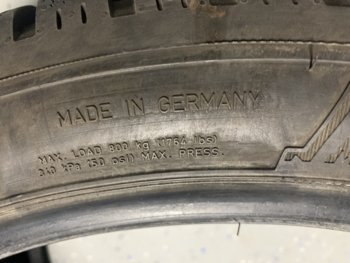 MADE IN GERMANY
MAX. LOAD 800 kg (1764 lbs)
340 kPa (50 psi) MAX. PRESS.